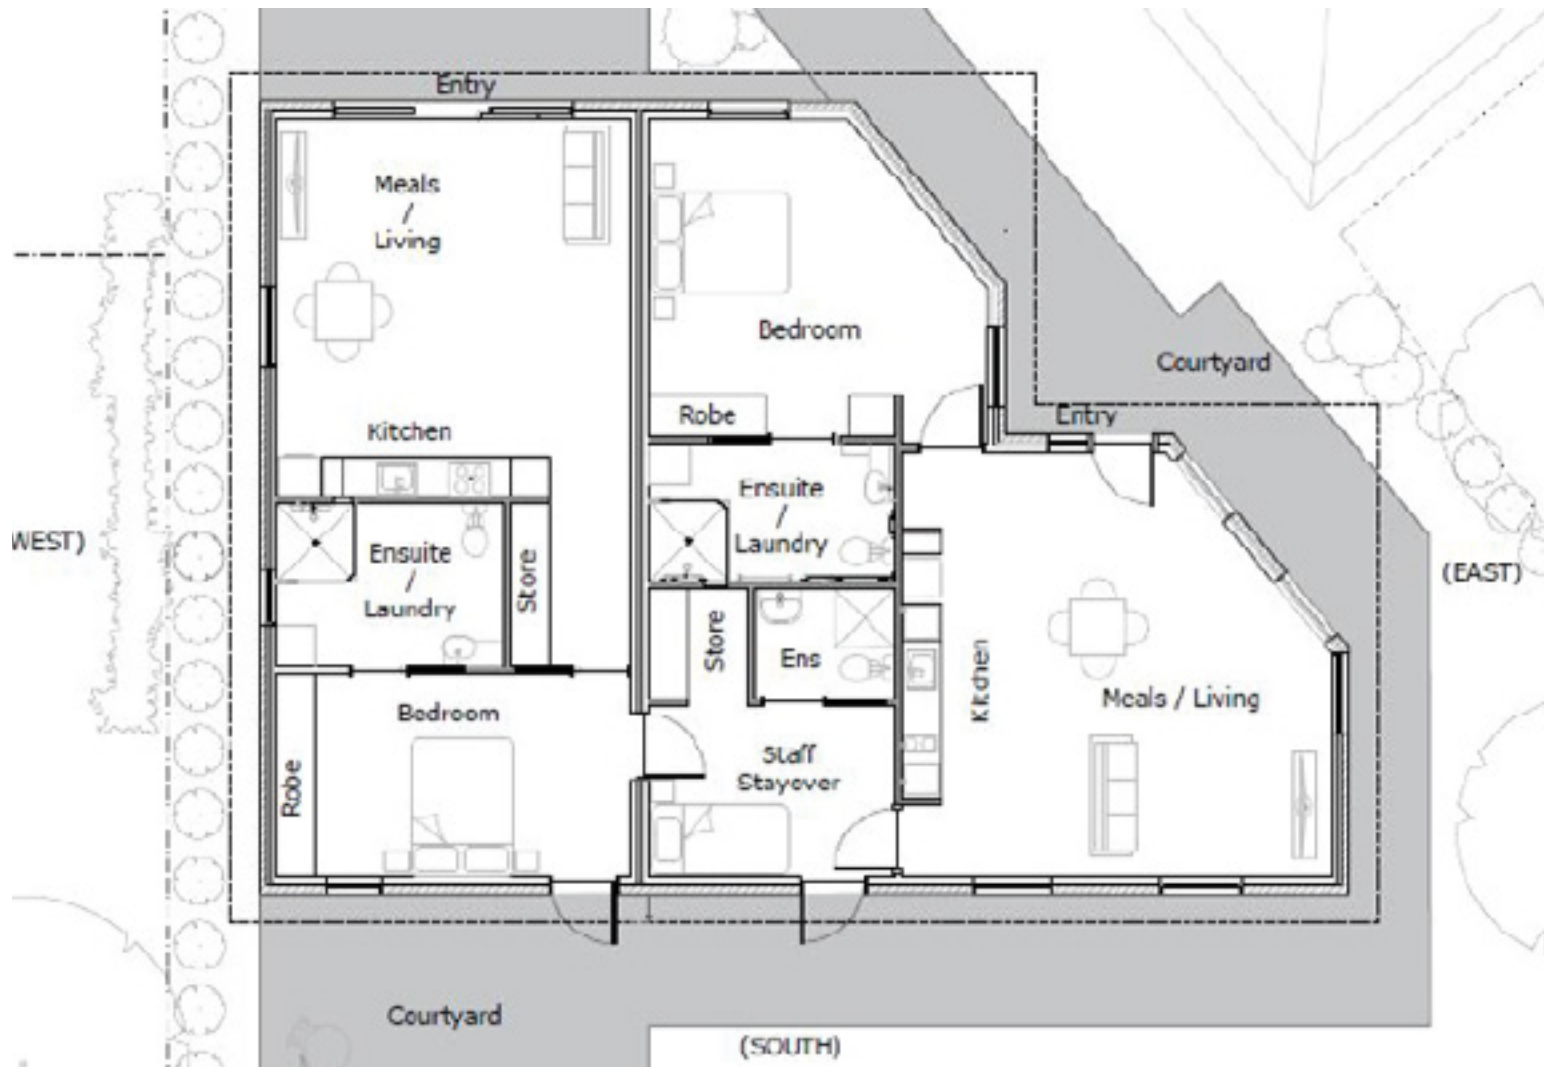 Entry
Meals
/
Living
Bedroom
Courtyard
Robe
Entry
Kitchen
Ensuite
/
Laundry
WEST)
Ensuite
/
Laundry
Store
(EAST)
Store
Ens
Kitchen
Meals / Living
Bedroom
Staff
Stayover
Robe
Courtyard
(SOUTH)